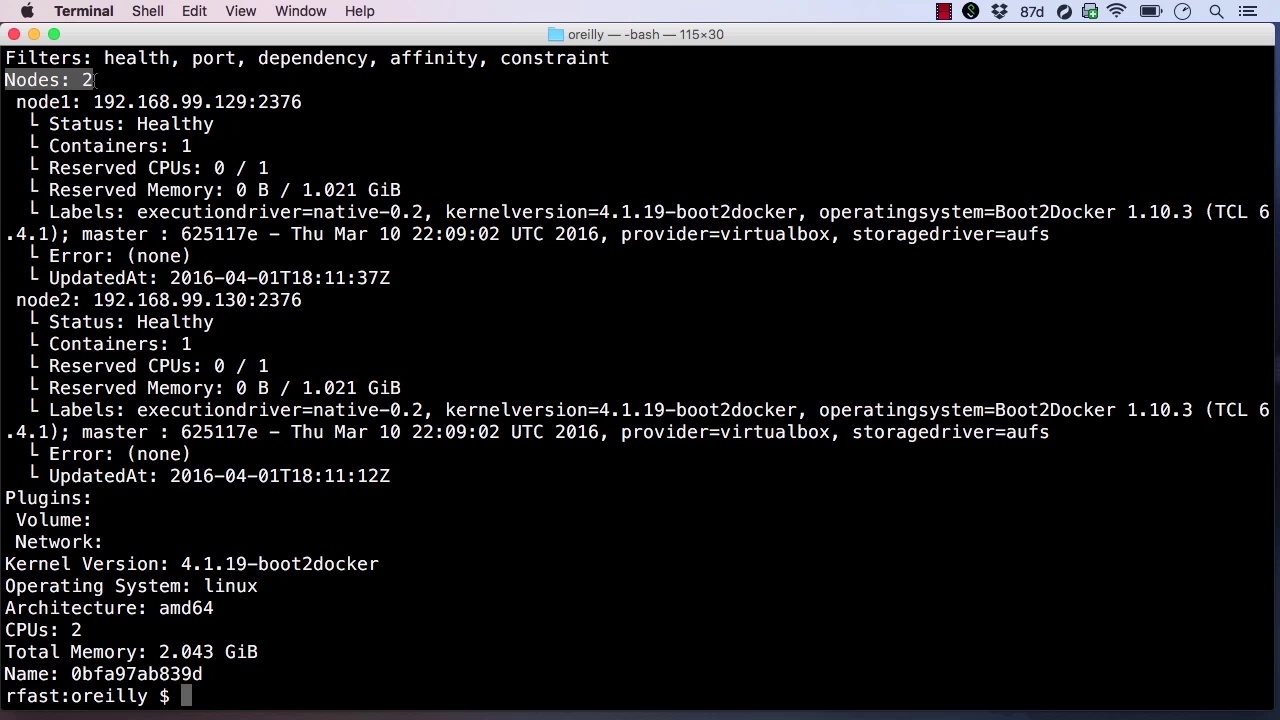 Terminal Shell Edit View Window Help 87d
oreilly — -bash — 115×30
Filters: health, port, dependency, affinity, constraint
Nodes: 2
 node1: 192.168.99.129:2376
  └ Status: Healthy
  └ Containers: 1
  └ Reserved CPUs: 0 / 1
  └ Reserved Memory: 0 B / 1.021 GiB
  └ Labels: executiondriver=native-0.2, kernelversion=4.1.19-boot2docker, operatingsystem=Boot2Docker 1.10.3 (TCL 6
.4.1); master : 625117e - Thu Mar 10 22:09:02 UTC 2016, provider=virtualbox, storagedriver=aufs
  └ Error: (none)
  └ UpdatedAt: 2016-04-01T18:11:37Z
 node2: 192.168.99.130:2376
  └ Status: Healthy
  └ Containers: 1
  └ Reserved CPUs: 0 / 1
  └ Reserved Memory: 0 B / 1.021 GiB
  └ Labels: executiondriver=native-0.2, kernelversion=4.1.19-boot2docker, operatingsystem=Boot2Docker 1.10.3 (TCL 6
.4.1); master : 625117e - Thu Mar 10 22:09:02 UTC 2016, provider=virtualbox, storagedriver=aufs
  └ Error: (none)
  └ UpdatedAt: 2016-04-01T18:11:12Z
Plugins:
 Volume:
 Network:
Kernel Version: 4.1.19-boot2docker
Operating System: linux
Architecture: amd64
CPUs: 2
Total Memory: 2.043 GiB
Name: 0bfa97ab839d
rfast:oreilly $